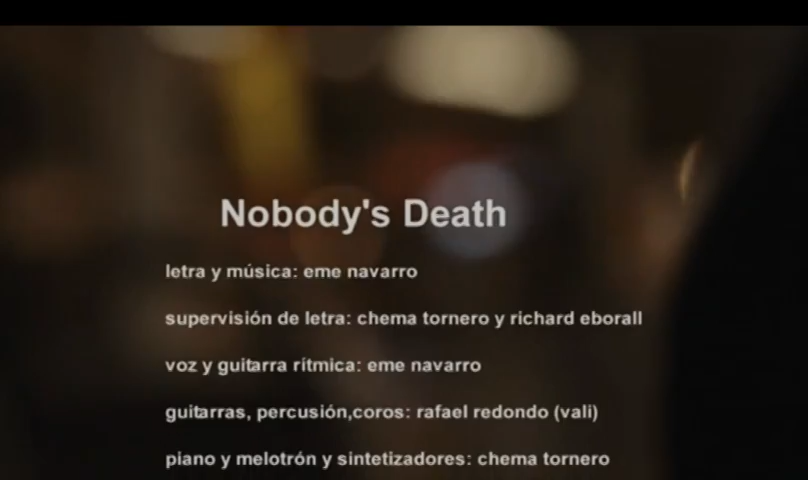 Nobody's Death
letra y música: eme navarro
supervisión de letra: chema tornero y richard eborall
voz y guitarra rítmica: eme navarro
guitarras, percusión,coros: rafael redondo (vali)
piano y melotrón y sintetizadores: chema tornero